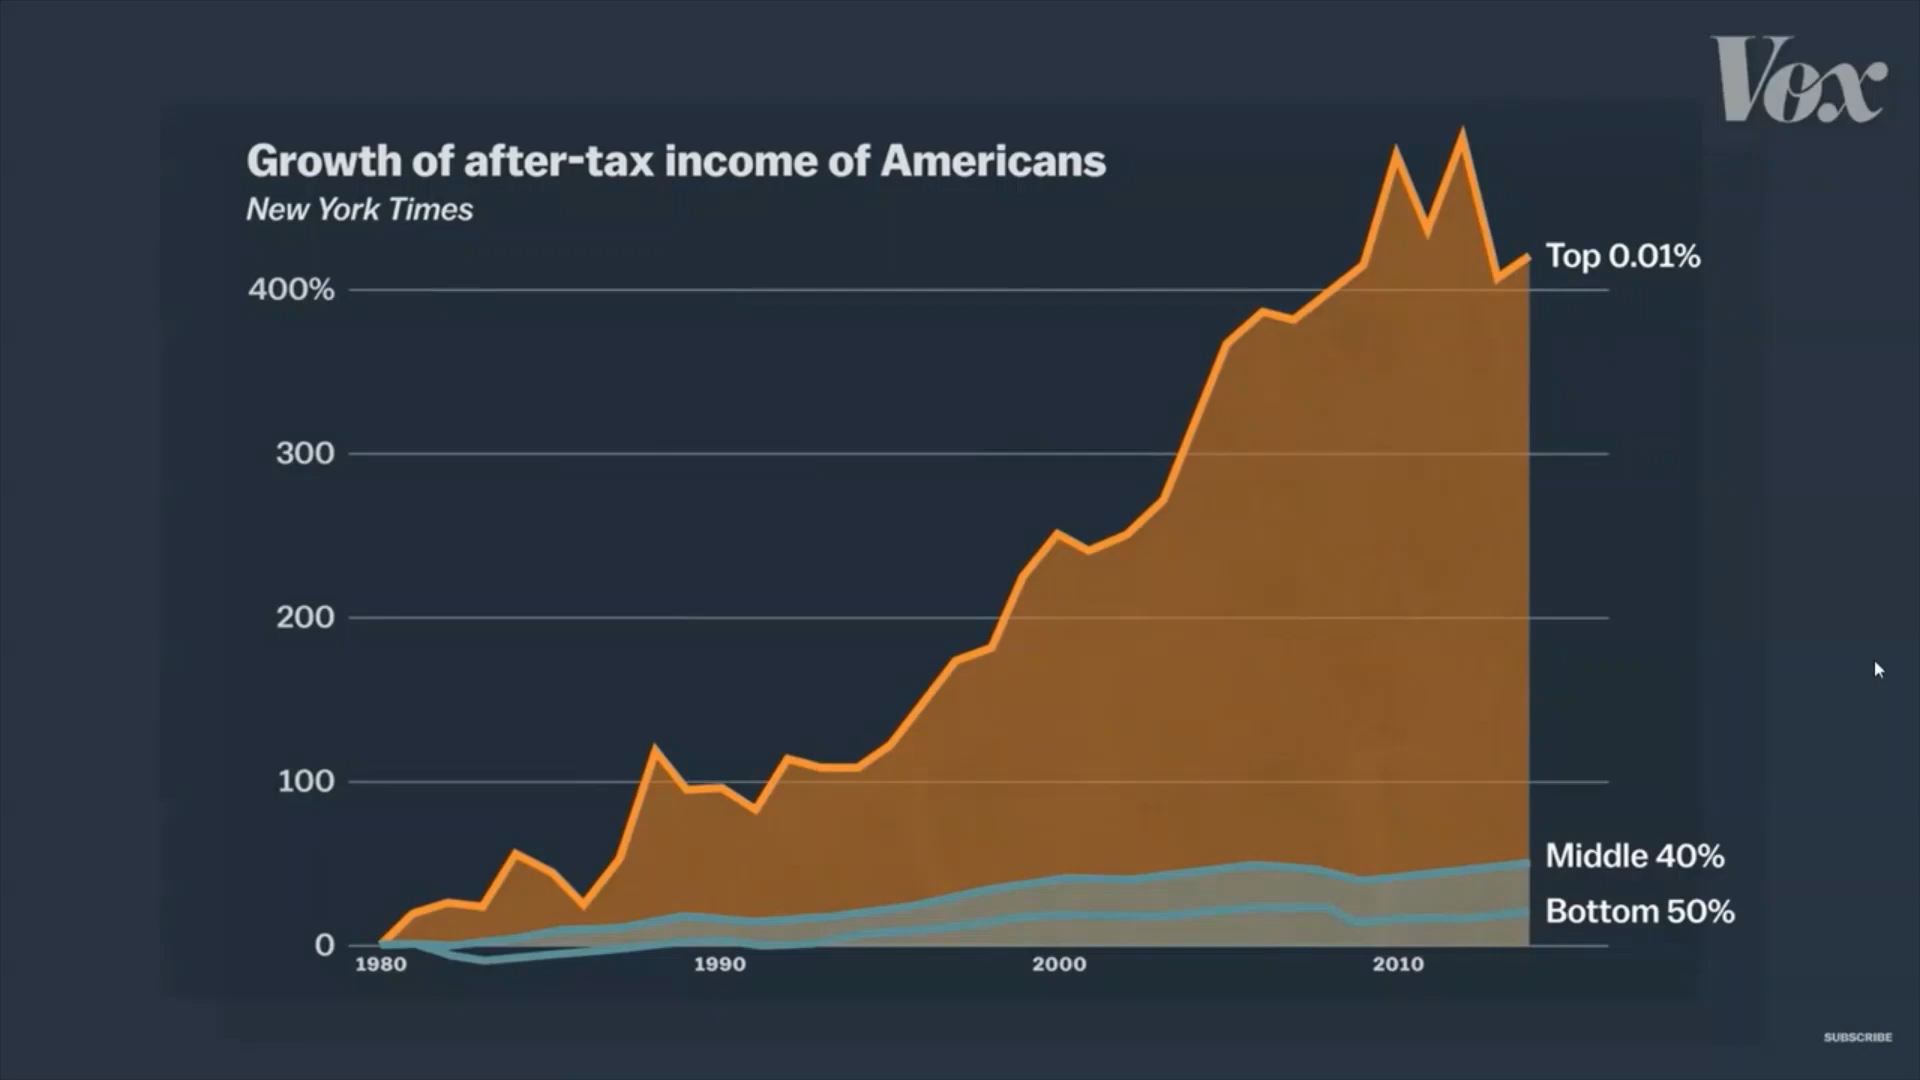 Vox
Growth of after-tax income of Americans
New York Times
Top 0.01%
400%
300
200
100
Middle 40%
Bottom 50%
0
1980 1990 2000 2010
SUBSCRIBE